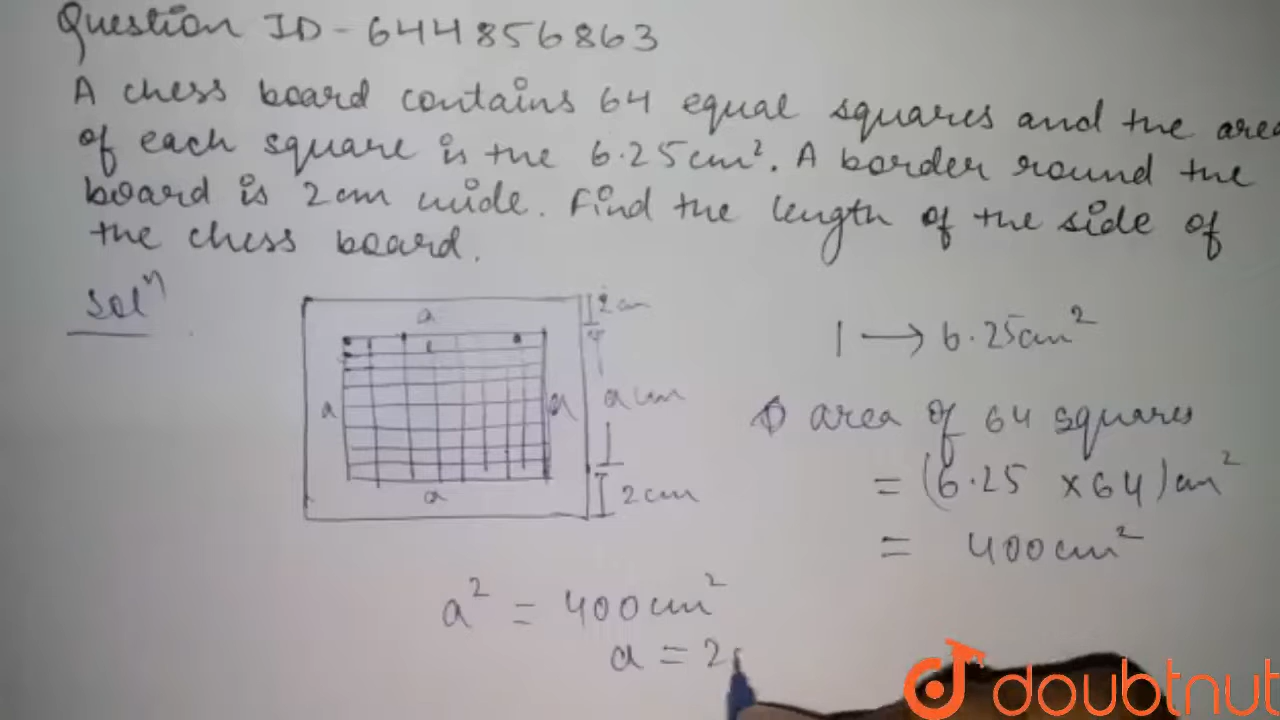 Question ID - 644856863
A chess board contains 64 equal squares and the area
of each square is the 6.25cm². A border round the
board is 2cm wide. Find the length of the side of
the chess board.
Solⁿ
a
2cm
1 → 6.25cm²
a
a
a cm
area of 64 squares
a
2cm
= (6.25 × 64) cm²
= 400cm²
a² = 400cm²
a = 2
doubtnut